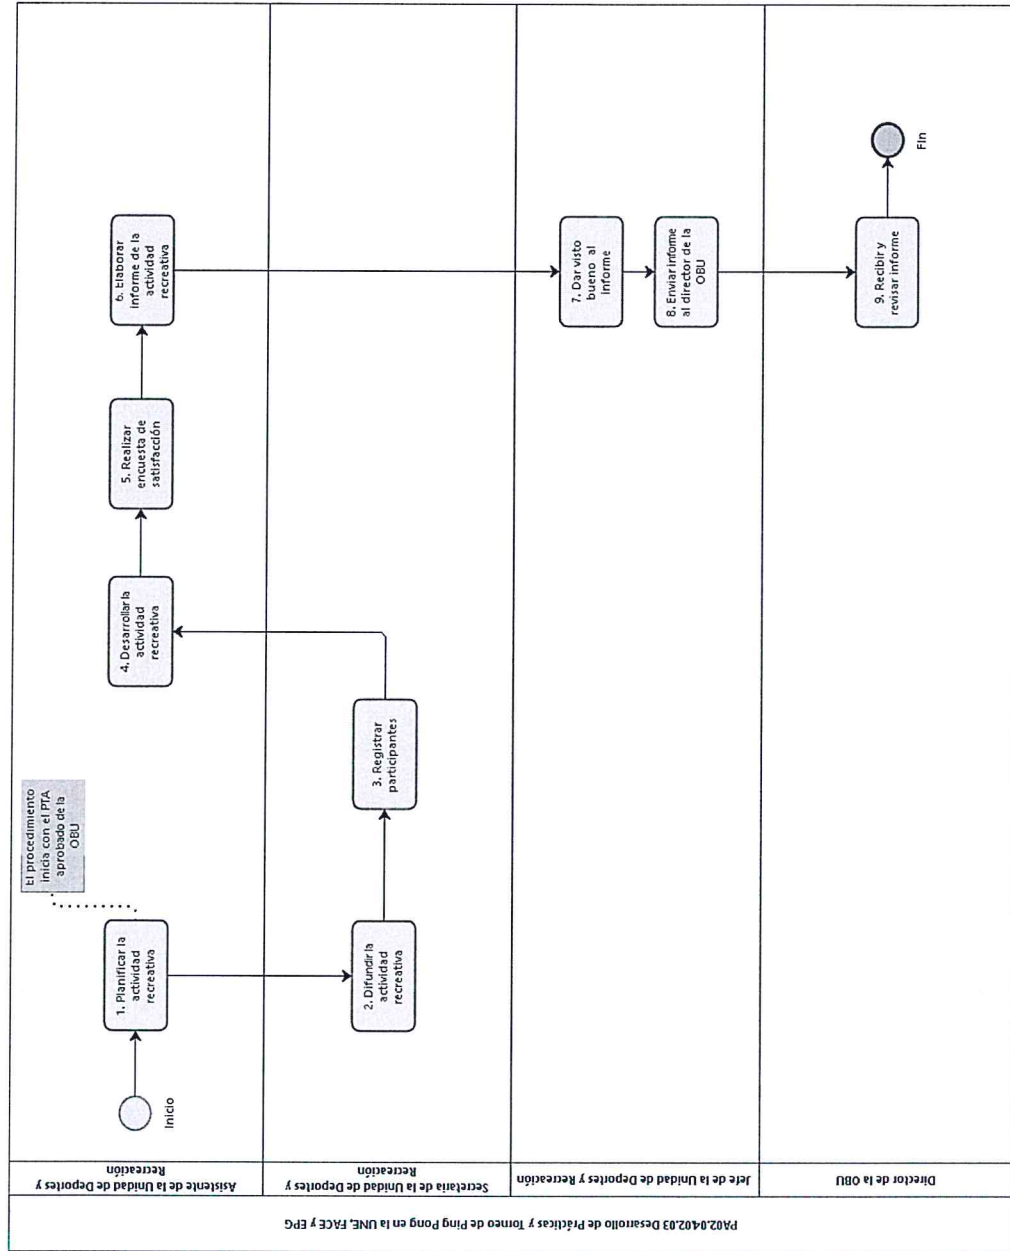 PA02.04.02.03 Desarrollo de Prácticas y Torneo de Ping Pong en la UNE, FACE y EPG
Asistente de la Unidad de Deportes y
Recreación
Inicio
1. Planificar la
actividad
recreativa
El procedimiento
inicia con el PTA
aprobado de la
OBU
4. Desarrollar la
actividad
recreativa
5. Realizar
encuesta de
satisfacción
6. Elaborar
informe de la
actividad
recreativa
Secretaria de la Unidad de Deportes y
Recreación
2. Difundir la
actividad
recreativa
3. Registrar
participantes
Jefe de la Unidad de Deportes y Recreación
7. Dar visto
bueno al
informe
8. Enviar informe
al director de la
OBU
Director de la OBU
9. Recibir y
revisar informe
Fin